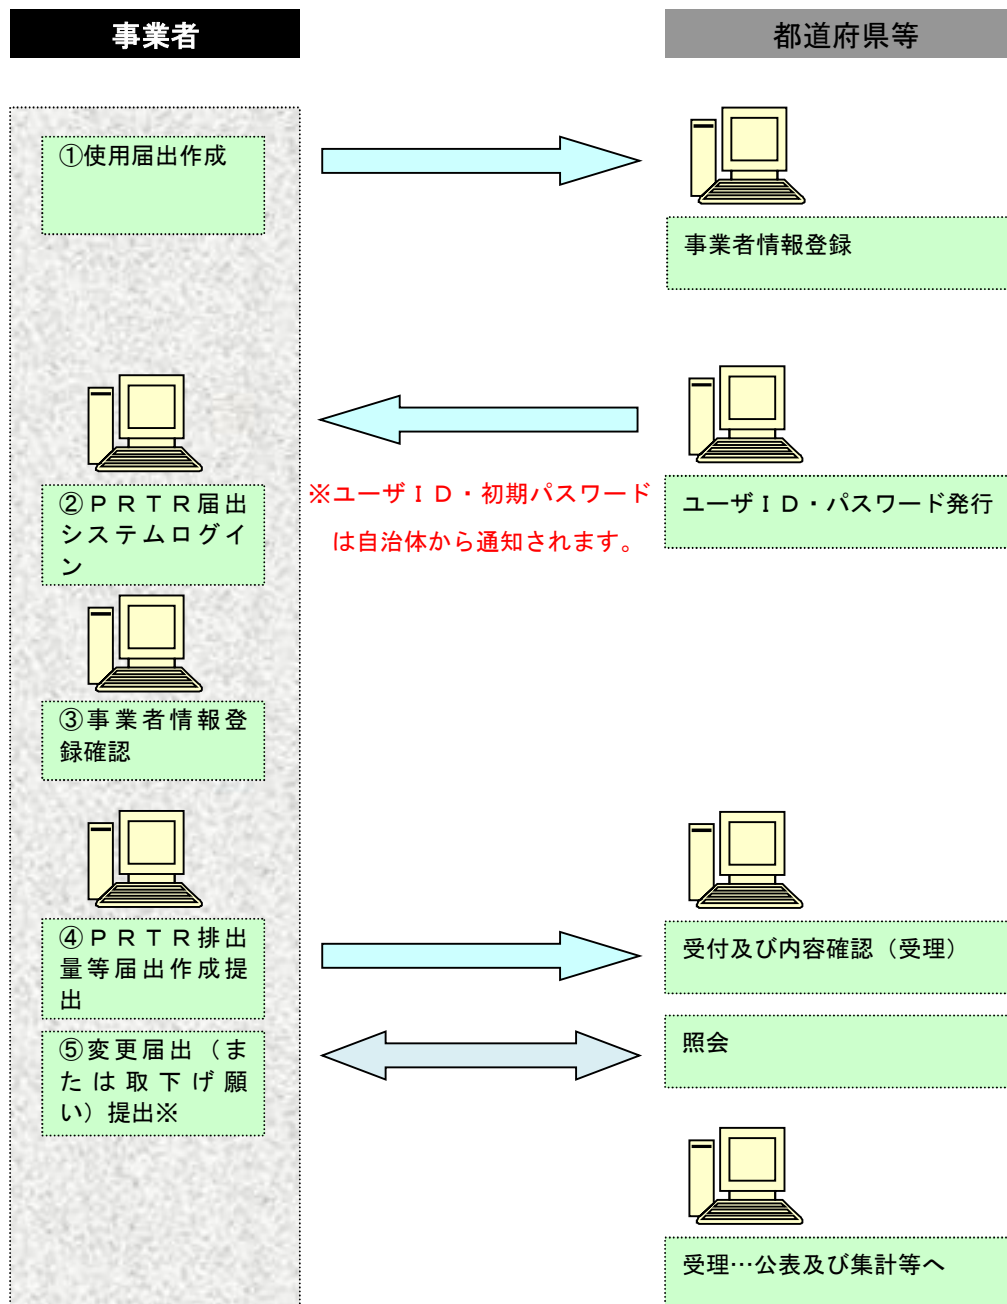 事業者
都道府県等
①使用届出作成
事業者情報登録
②ＰＲＴＲ届出
システムログイ
ン
※ユーザＩＤ・初期パスワード
は自治体から通知されます。
ユーザＩＤ・パスワード発行
③事業者情報登
録確認
④ＰＲＴＲ排出
量等届出作成提
出
受付及び内容確認（受理）
⑤変更届出（ま
たは取下げ願
い）提出※
照会
受理…公表及び集計等へ